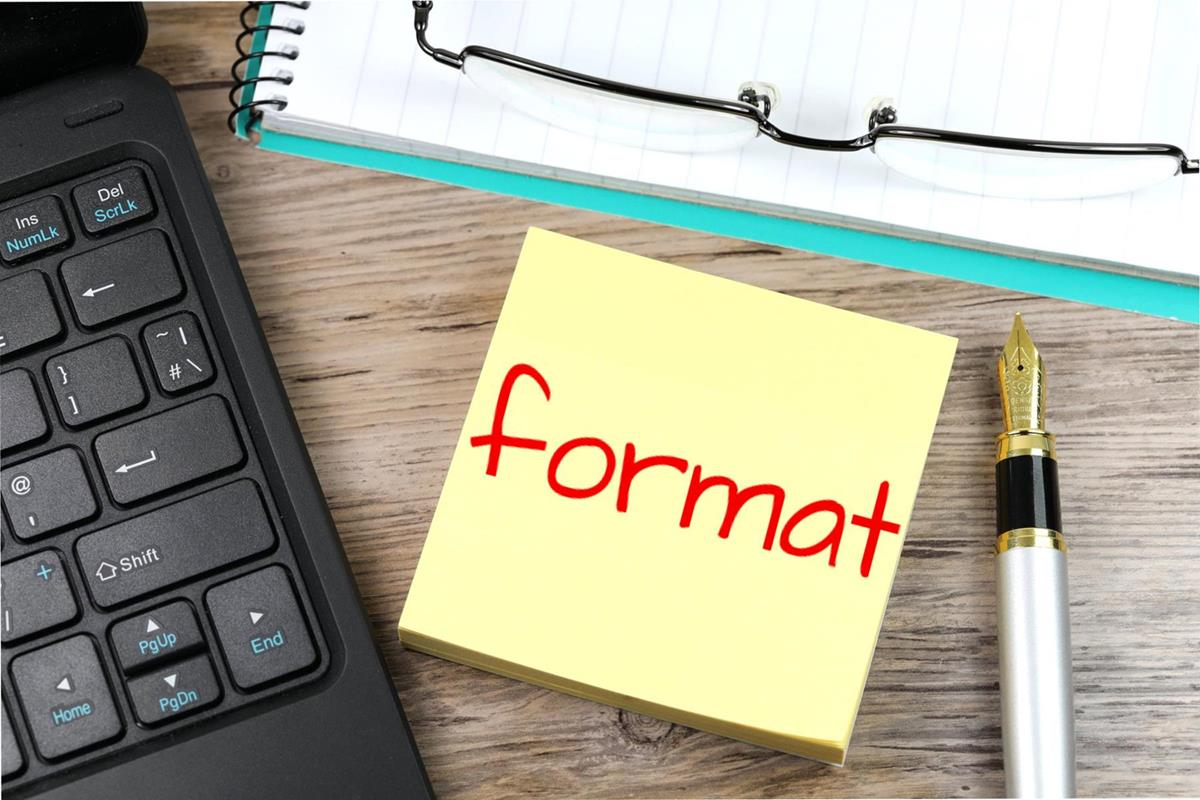 Ins
NumLk
Del
ScrLk
~ |
# \
}
]
@
'
Shift
+
/
PgUp
End
Home
PgDn
format